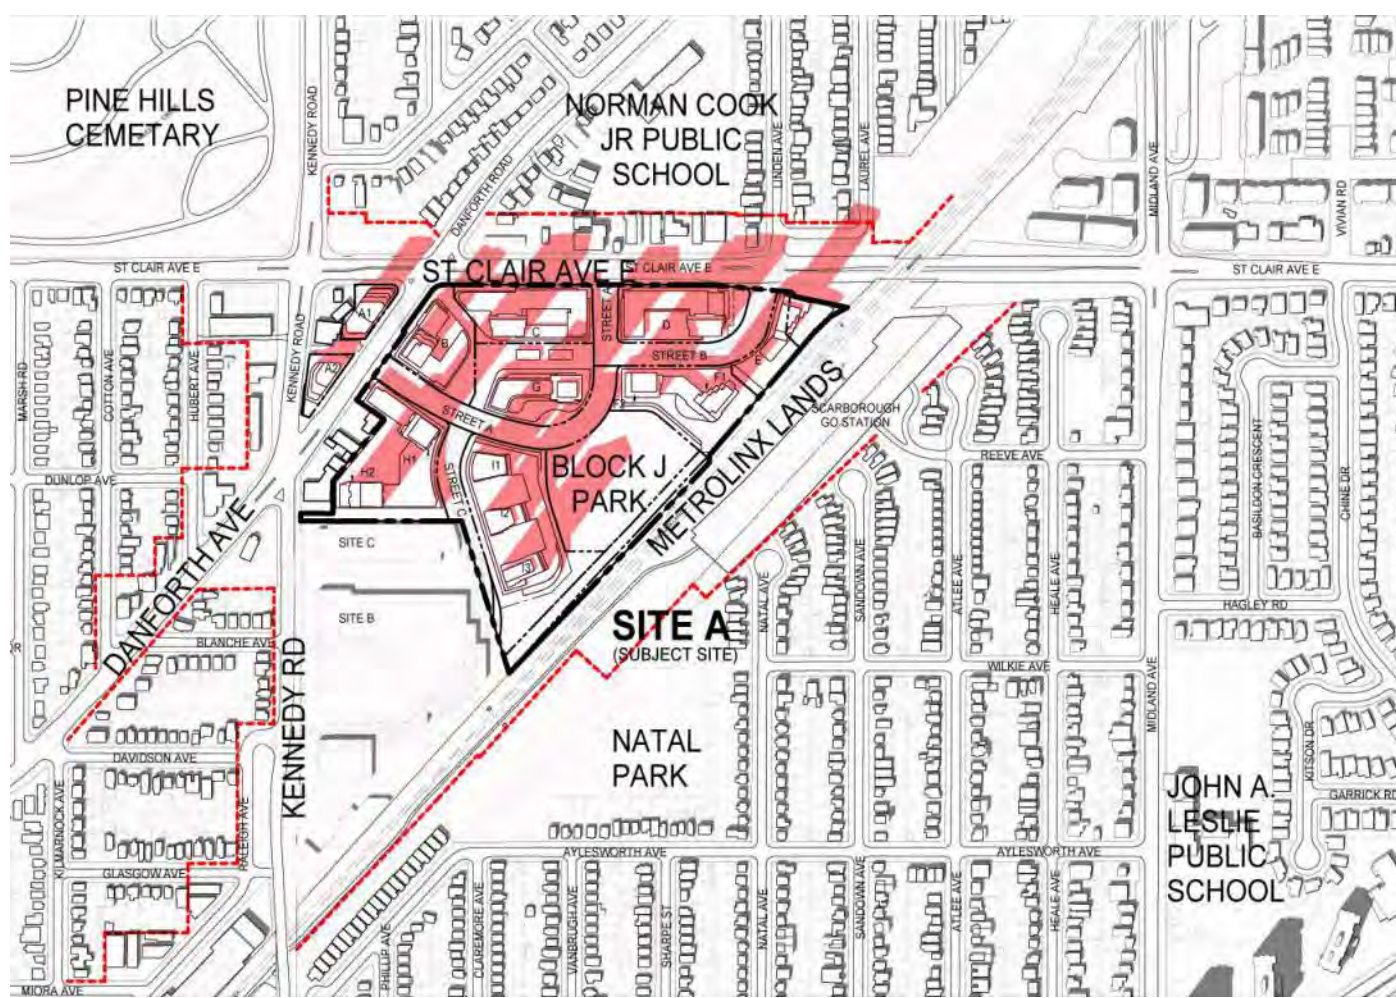 PINE HILLS
CEMETARY
KENNEDY ROAD
NORMAN COOK
JR PUBLIC
SCHOOL
DANFORTH ROAD
LINDEN AVE
LAUREL AVE
MIDLAND AVE
VIVIAN RD
ST CLAIR AVE E
ST CLAIR AVE E
ST CLAIR AVE E
ST CLAIR AVE E
MARSH RD
COTTON AVE
HUBERT AVE
KENNEDY ROAD
A1
A2
B
C
STREET A
D
STREET B
E
F1
G
STREET A
H1
H2
STREET C
I1
I2
I3
BLOCK J
PARK
METROLINX LANDS
SCARBOROUGH
GO STATION
REEVE AVE
DUNLOP AVE
DANFORTH AVE
SITE C
SITE B
SITE A
(SUBJECT SITE)
BLANCHE AVE
KENNEDY RD
NATAL AVE
SANDOWN AVE
ATLEE AVE
HEALE AVE
BASILDON CRESCENT
CHINE DR
HAGLEY RD
WILKIE AVE
MIDLAND AVE
NATAL
PARK
DAVIDSON AVE
KILMARNOCK AVE
RALEIGH AVE
GLASGOW AVE
KITSON DR
GARRICK RD
JOHN A.
LESLIE
PUBLIC
SCHOOL
AYLESWORTH AVE
AYLESWORTH AVE
PHILLIP AVE
CLAREMORE AVE
VANBRUGH AVE
SHARPE ST
NATAL AVE
SANDOWN AVE
ATLEE AVE
HEALE AVE
MIORA AVE